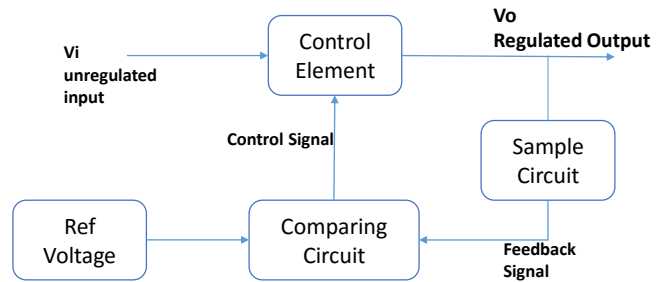 Vo
Regulated Output
Control
Element
Vi
unregulated
input
Control Signal
Sample
Circuit
Ref
Voltage
Comparing
Circuit
Feedback
Signal